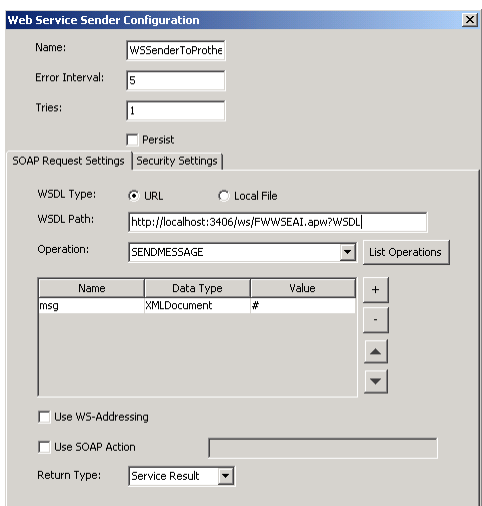 Web Service Sender Configuration
Name: WSSenderToProthe
Error Interval: 5
Tries: 1
Persist
SOAP Request Settings Security Settings
WSDL Type: URL Local File
WSDL Path: http://localhost:3406/ws/FWWSEAI.apw?WSDL
Operation: SENDMESSAGE List Operations
Name Data Type Value +
msg XMLDocument #
-
Use WS-Addressing
Use SOAP Action
Return Type: Service Result